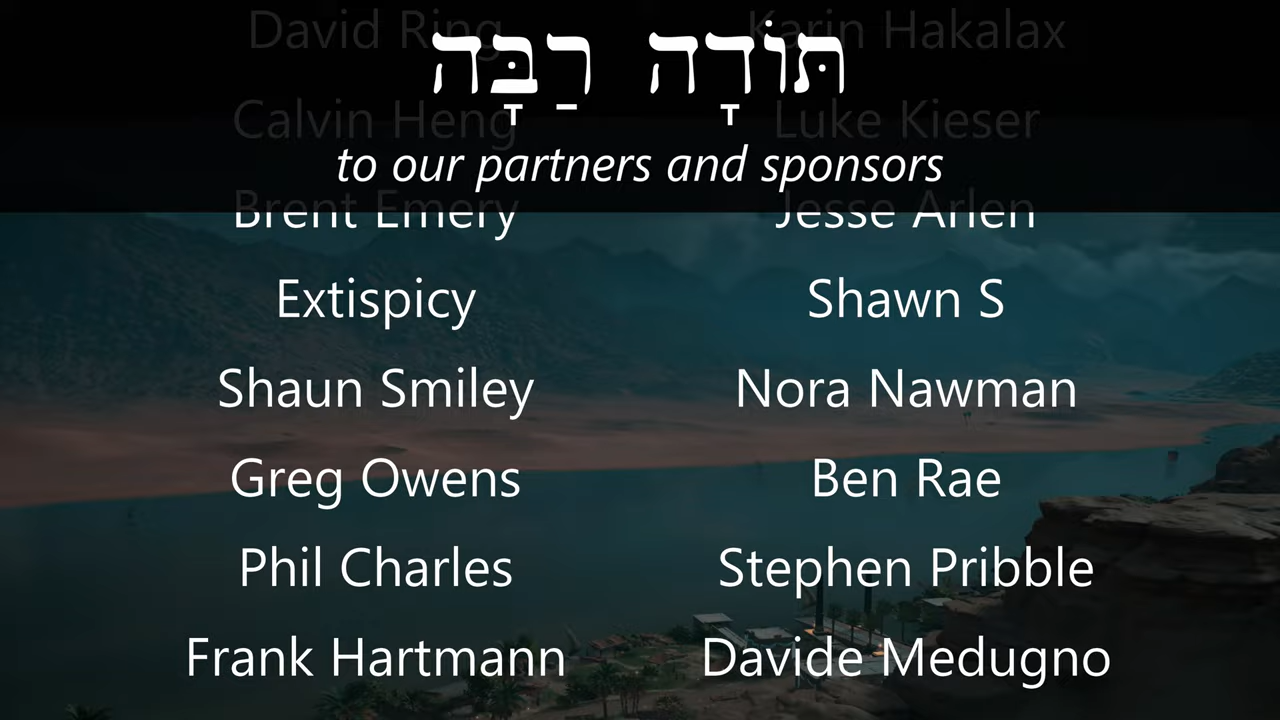 David Ring Karin Hakalax
תּוֹדָה רַבָּה
Calvin Heng Luke Kieser
to our partners and sponsors
Brent Emery Jesse Arlen
Extispicy Shawn S
Shaun Smiley Nora Nawman
Greg Owens Ben Rae
Phil Charles Stephen Pribble
Frank Hartmann Davide Medugno